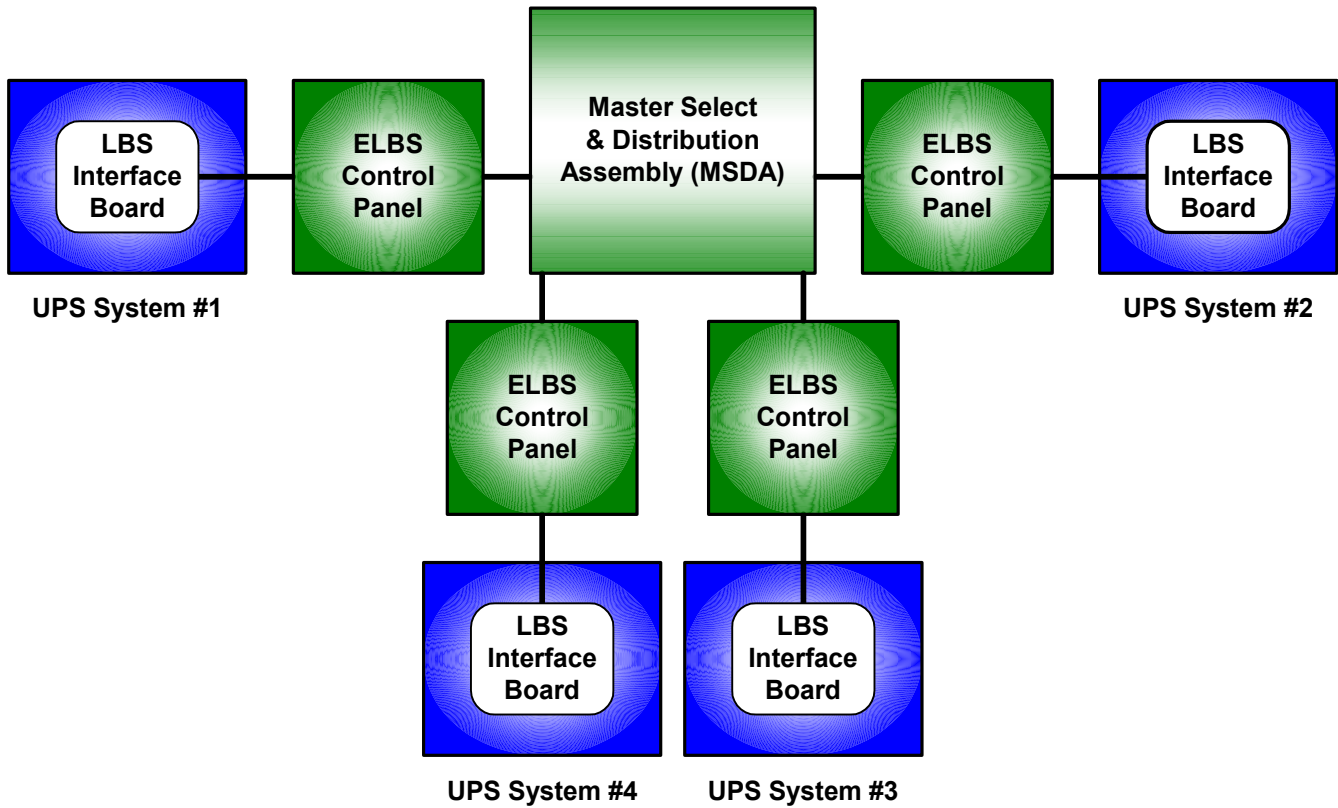 Master Select
& Distribution
Assembly (MSDA)
LBS
Interface
Board
ELBS
Control
Panel
ELBS
Control
Panel
LBS
Interface
Board
UPS System #1
UPS System #2
ELBS
Control
Panel
ELBS
Control
Panel
LBS
Interface
Board
LBS
Interface
Board
UPS System #4
UPS System #3